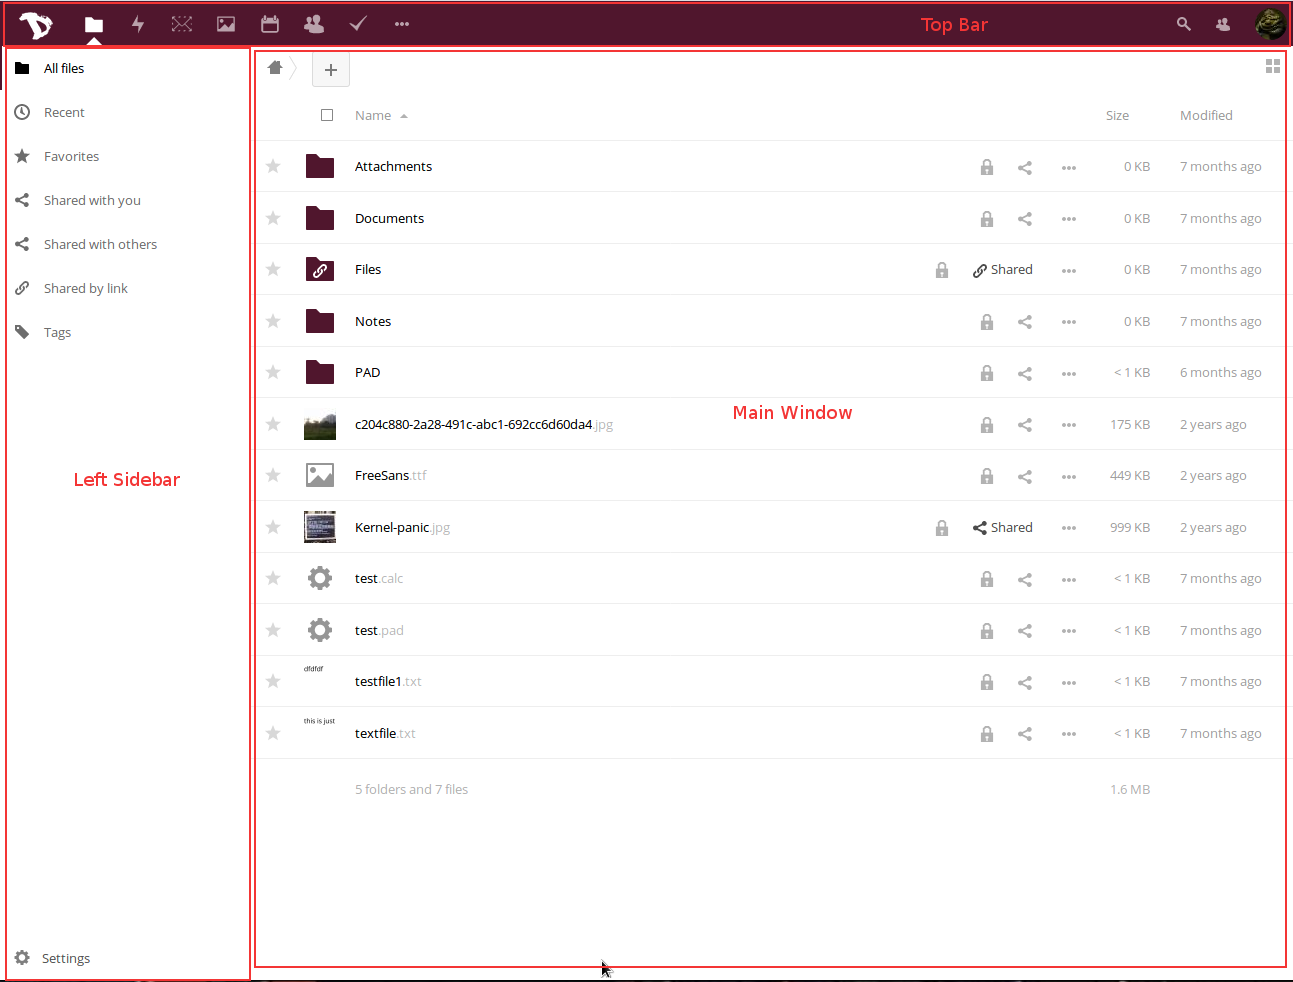 Top Bar
All files
Recent
Favorites
Shared with you
Shared with others
Shared by link
Tags
Left Sidebar
Settings
Name Size Modified
Attachments 0 KB 7 months ago
Documents 0 KB 7 months ago
Files Shared 0 KB 7 months ago
Notes 0 KB 7 months ago
PAD < 1 KB 6 months ago
Main Window
c204c880-2a28-491c-abc1-692cc6d60da4.jpg 175 KB 2 years ago
FreeSans.ttf 449 KB 2 years ago
Kernel-panic.jpg Shared 999 KB 2 years ago
test.calc < 1 KB 7 months ago
test.pad < 1 KB 7 months ago
dfdfdf
testfile1.txt < 1 KB 7 months ago
this is just
textfile.txt < 1 KB 7 months ago
5 folders and 7 files 1.6 MB